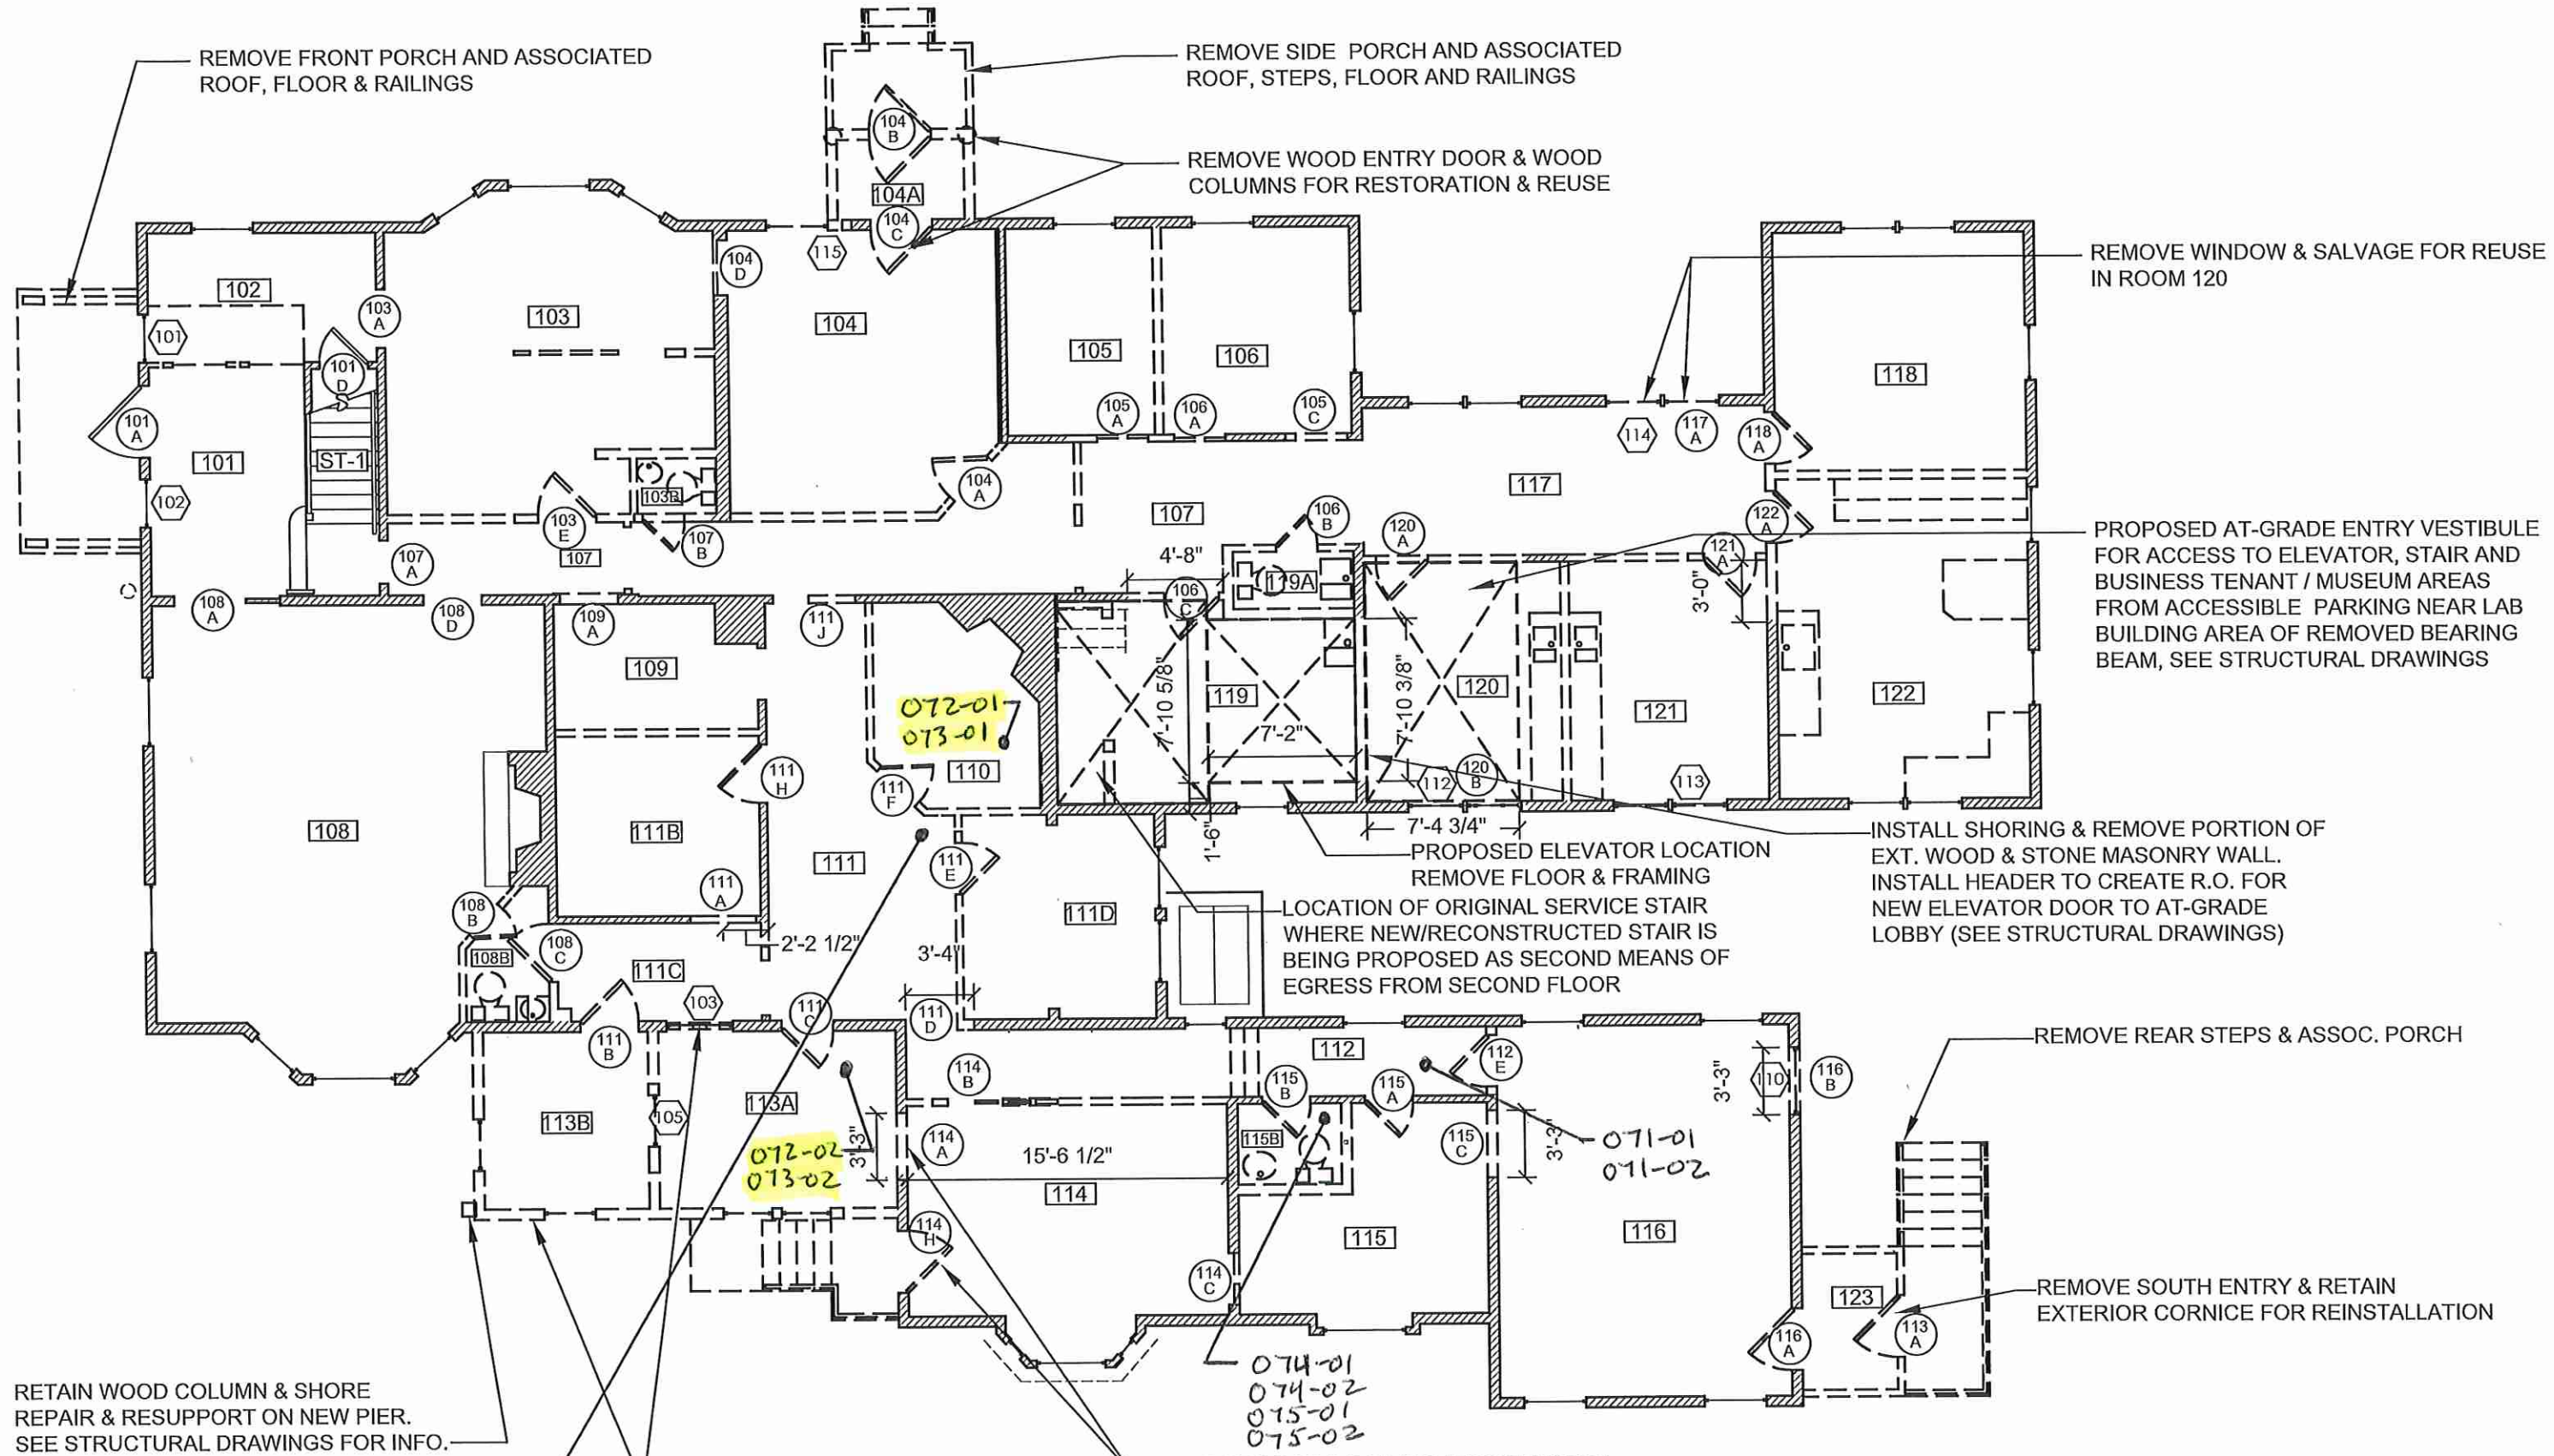 REMOVE FRONT PORCH AND ASSOCIATED
ROOF, FLOOR & RAILINGS
REMOVE SIDE PORCH AND ASSOCIATED
ROOF, STEPS, FLOOR AND RAILINGS
104
B
REMOVE WOOD ENTRY DOOR & WOOD
COLUMNS FOR RESTORATION & REUSE
104A
104
C
115
104
D
REMOVE WINDOW & SALVAGE FOR REUSE
IN ROOM 120
102
103
A
103
104
101
105
106
118
101
D
101
A
105
A
106
A
105
C
114
117
A
118
A
101
ST-1
102
103B
104
A
117
103
E
107
B
107
106
B
120
A
122
A
121
A
PROPOSED AT-GRADE ENTRY VESTIBULE
FOR ACCESS TO ELEVATOR, STAIR AND
BUSINESS TENANT / MUSEUM AREAS
FROM ACCESSIBLE PARKING NEAR LAB
BUILDING AREA OF REMOVED BEARING
BEAM, SEE STRUCTURAL DRAWINGS
107
A
107
4'-8"
119A
3'-0"
108
A
108
D
109
A
111
J
106
C
109
072-01
073-01
7'-10 5/8"
119
7'-2"
7'-10 3/8"
120
121
122
111
H
110
111
F
112
120
B
113
108
111B
111
111
E
1'-6"
7'-4 3/4"
PROPOSED ELEVATOR LOCATION
REMOVE FLOOR & FRAMING
INSTALL SHORING & REMOVE PORTION OF
EXT. WOOD & STONE MASONRY WALL.
INSTALL HEADER TO CREATE R.O. FOR
NEW ELEVATOR DOOR TO AT-GRADE
LOBBY (SEE STRUCTURAL DRAWINGS)
111
A
108
B
111D
LOCATION OF ORIGINAL SERVICE STAIR
WHERE NEW/RECONSTRUCTED STAIR IS
BEING PROPOSED AS SECOND MEANS OF
EGRESS FROM SECOND FLOOR
108
C
2'-2 1/2"
3'-4"
108B
111C
103
111
C
111
D
111
B
112
112
E
REMOVE REAR STEPS & ASSOC. PORCH
114
B
115
B
115
A
3'-3"
110
116
B
113B
105
113A
072-02
073-02
3'-3"
114
A
15'-6 1/2"
115B
115
C
3'-3"
071-01
071-02
114
114
H
115
116
114
C
123
REMOVE SOUTH ENTRY & RETAIN
EXTERIOR CORNICE FOR REINSTALLATION
116
A
113
A
074-01
074-02
075-01
075-02
RETAIN WOOD COLUMN & SHORE
REPAIR & RESUPPORT ON NEW PIER.
SEE STRUCTURAL DRAWINGS FOR INFO.